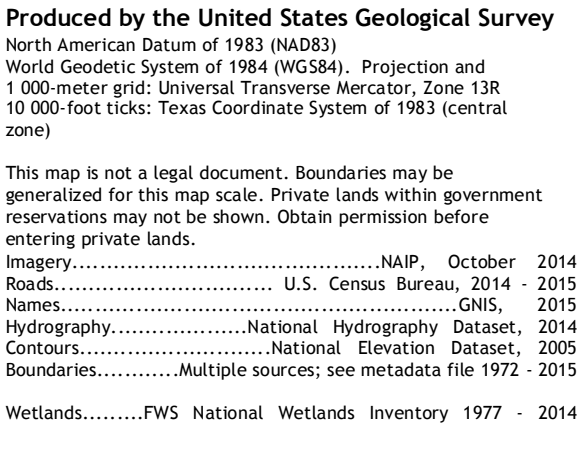 Produced by the United States Geological Survey
North American Datum of 1983 (NAD83)
World Geodetic System of 1984 (WGS84).  Projection and
1 000-meter grid: Universal Transverse Mercator, Zone 13R
10 000-foot ticks: Texas Coordinate System of 1983 (central
zone)
This map is not a legal document. Boundaries may be
generalized for this map scale. Private lands within government
reservations may not be shown. Obtain permission before
entering private lands.
Imagery..........................................NAIP, October 2014
Roads.............................. U.S. Census Bureau, 2014 - 2015
Names......................................................GNIS, 2015
Hydrography...................National Hydrography Dataset, 2014
Contours..........................National Elevation Dataset, 2005
Boundaries............Multiple sources; see metadata file 1972 - 2015
Wetlands.........FWS National Wetlands Inventory 1977 - 2014